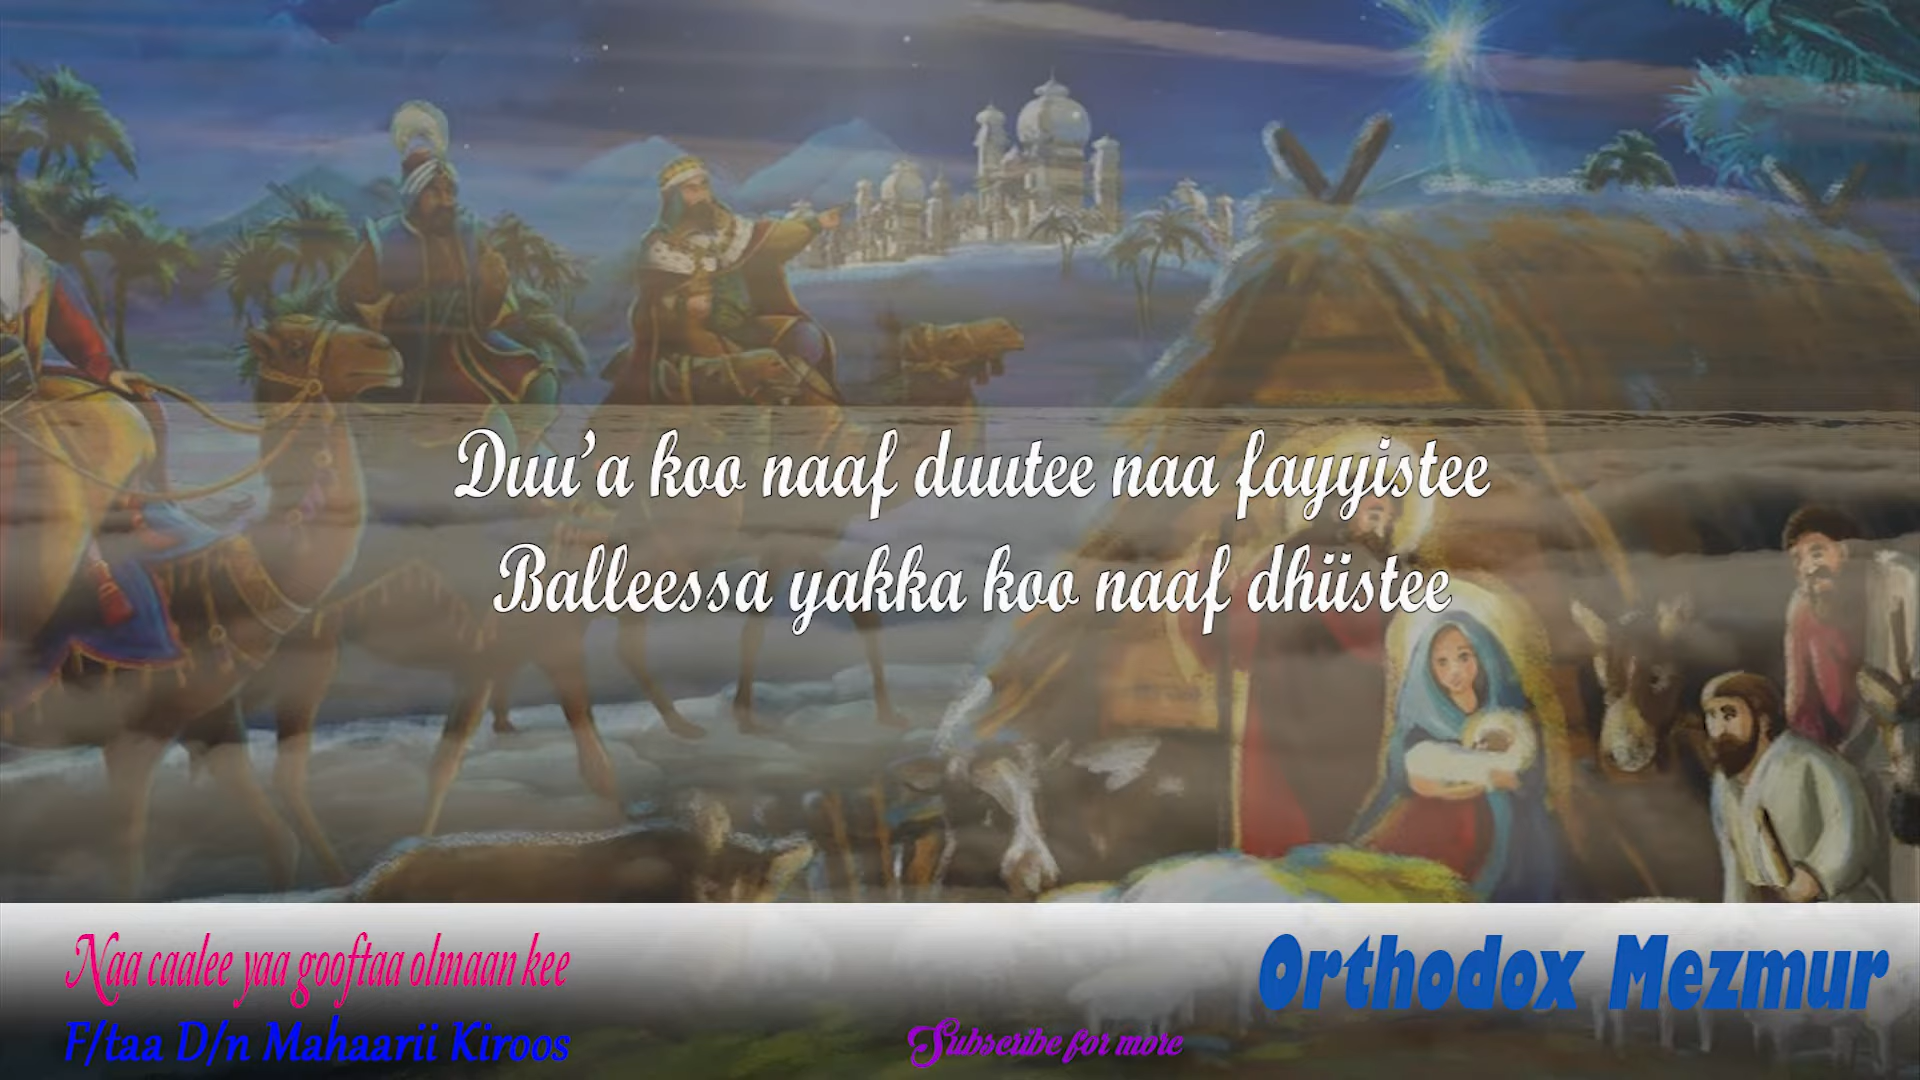 Duu’a koo naaf duutee naa fayyistee
Balleessa yakka koo naaf dhiistee
Naa caalee yaa gooftaa olmaan kee
F/taa D/n Mahaarii Kiroos
Subscribe for more
Orthodox Mezmur